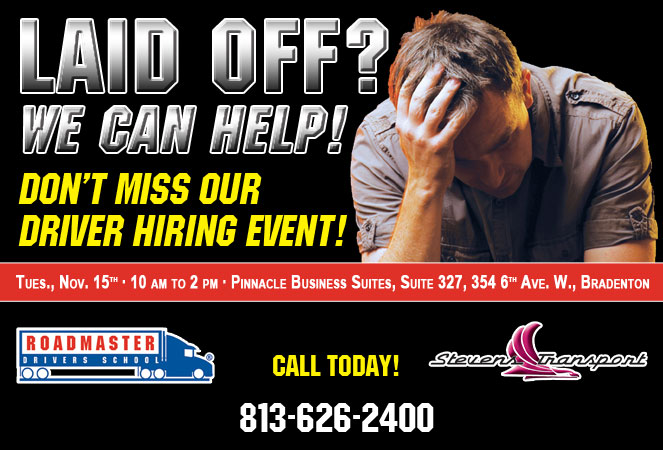 LAID OFF?
WE CAN HELP!
DON'T MISS OUR
DRIVER HIRING EVENT!
TUES., NOV. 15TH · 10 AM TO 2 PM · PINNACLE BUSINESS SUITES, SUITE 327, 354 6TH AVE. W., BRADENTON
ROADMASTER
DRIVERS SCHOOL
CALL TODAY!
Stevens Transport
813-626-2400